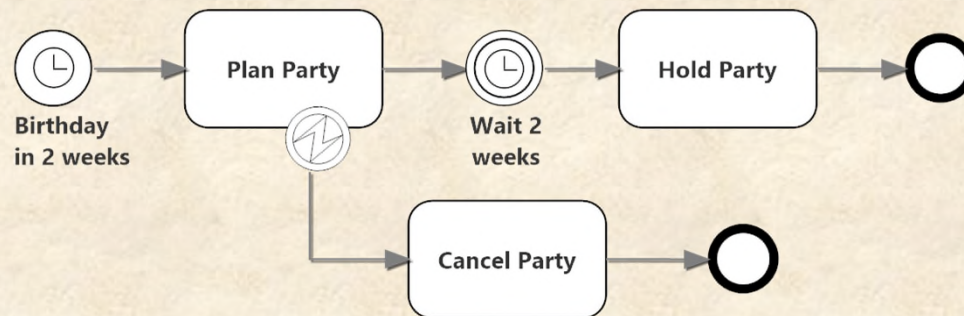 Plan Party
Hold Party
Birthday
in 2 weeks
Wait 2
weeks
Cancel Party